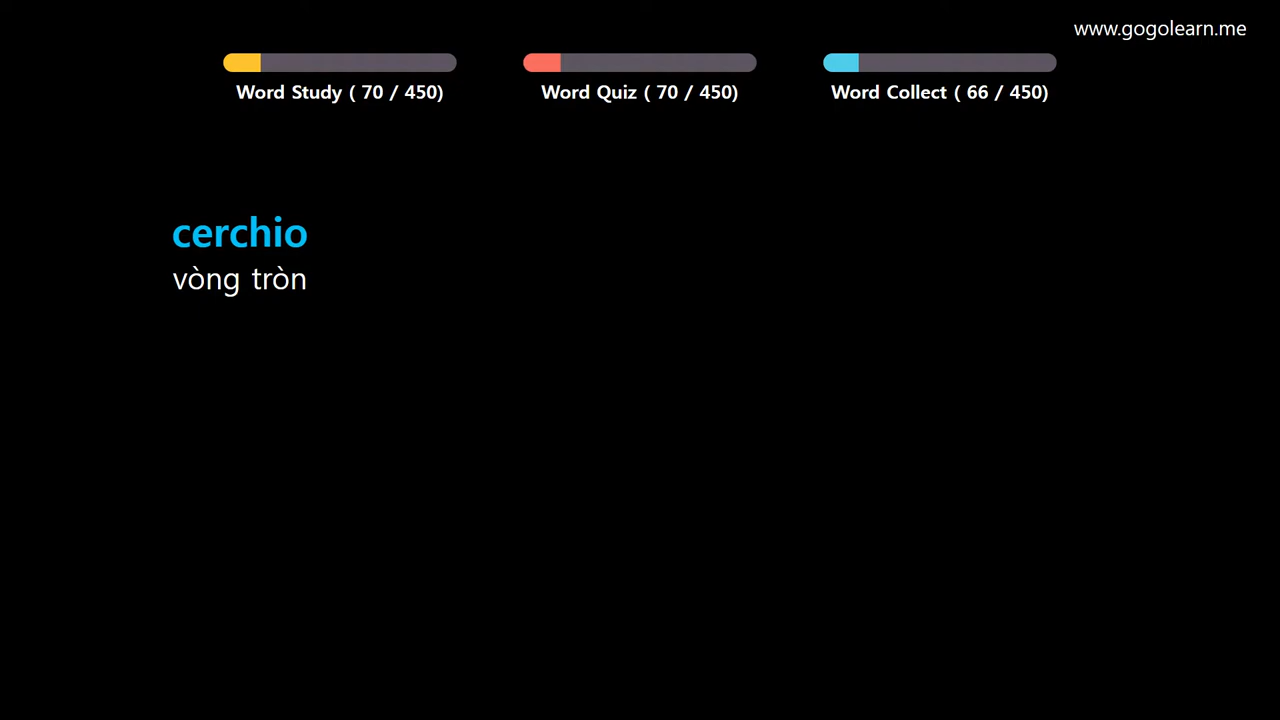 www.gogolearn.me
Word Study ( 70 / 450)
Word Quiz ( 70 / 450)
Word Collect ( 66 / 450)
cerchio
vòng tròn